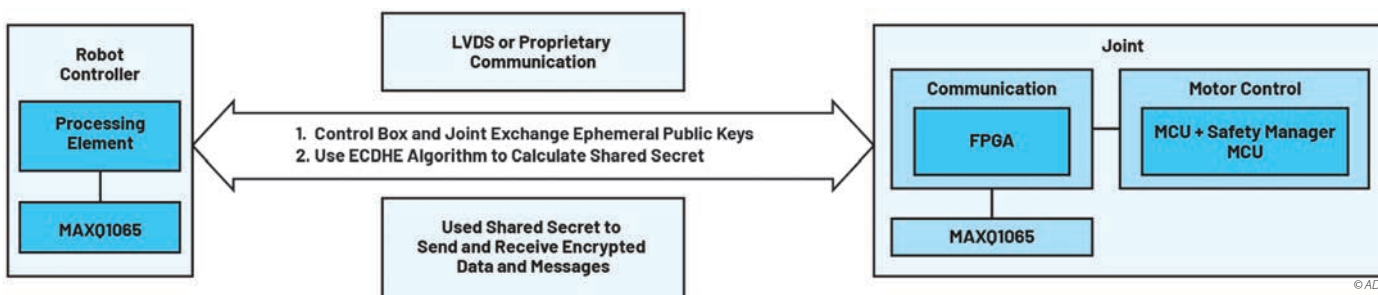 Robot
Controller
Processing
Element
MAXQ1065
LVDS or Proprietary
Communication
1. Control Box and Joint Exchange Ephemeral Public Keys
2. Use ECDHE Algorithm to Calculate Shared Secret
Used Shared Secret to
Send and Receive Encrypted
Data and Messages
Joint
Communication
FPGA
MAXQ1065
Motor Control
MCU + Safety Manager
MCU